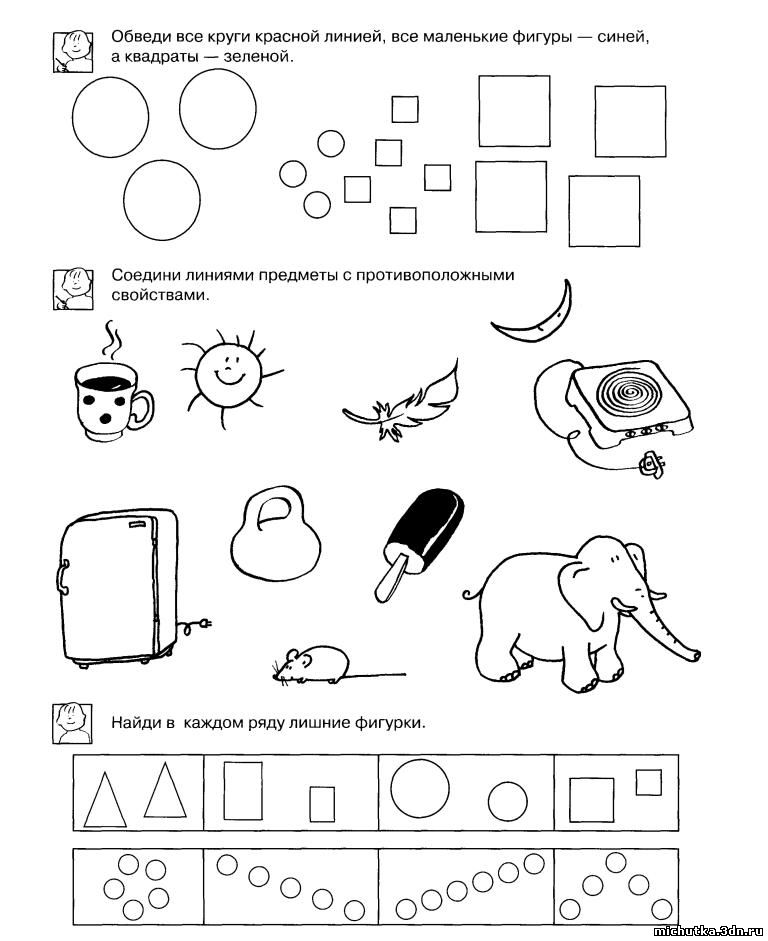 Обведи все круги красной линией, все маленькие фигуры — синей,
а квадраты — зеленой.
Соедини линиями предметы с противоположными
свойствами.
Найди в каждом ряду лишние фигурки.
michutka.3dn.ru